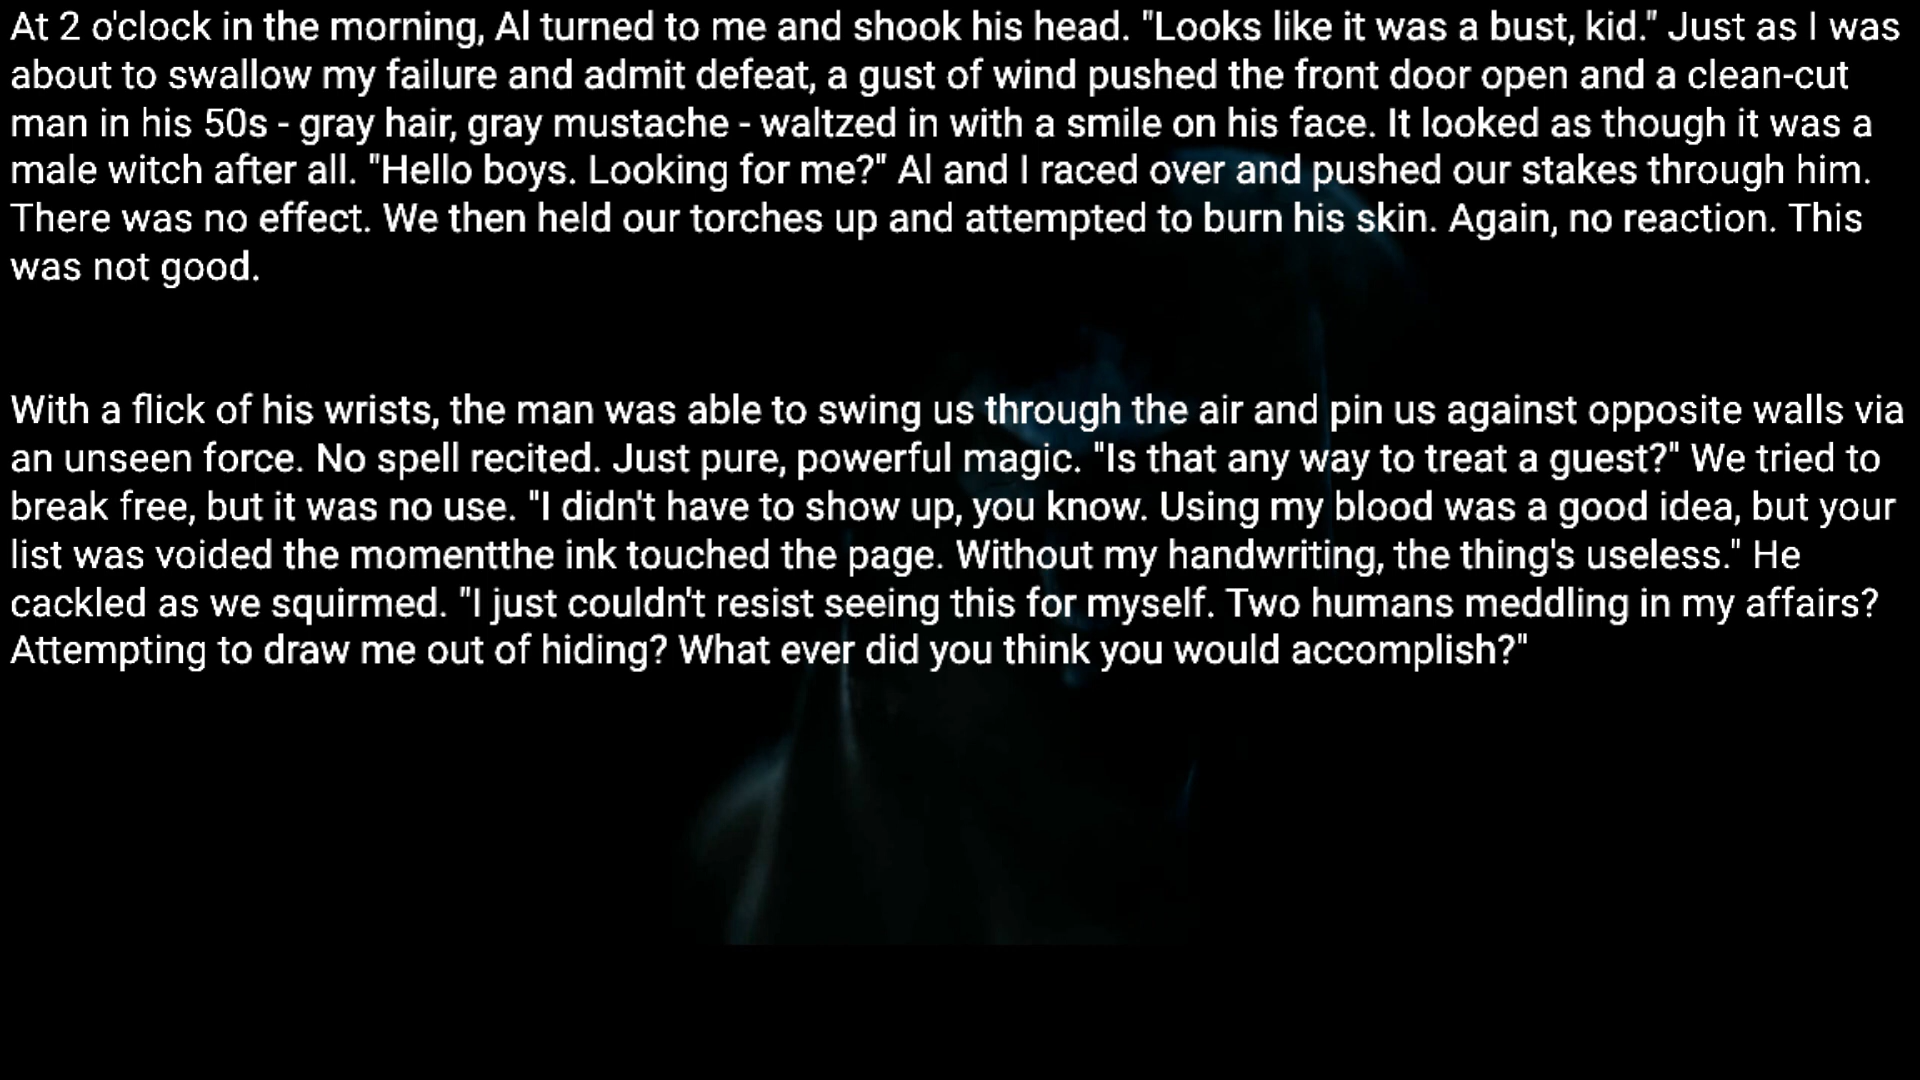 At 2 o'clock in the morning, Al turned to me and shook his head. "Looks like it was a bust, kid." Just as I was
about to swallow my failure and admit defeat, a gust of wind pushed the front door open and a clean-cut
man in his 50s - gray hair, gray mustache - waltzed in with a smile on his face. It looked as though it was a
male witch after all. "Hello boys. Looking for me?" Al and I raced over and pushed our stakes through him.
There was no effect. We then held our torches up and attempted to burn his skin. Again, no reaction. This
was not good.
With a flick of his wrists, the man was able to swing us through the air and pin us against opposite walls via
an unseen force. No spell recited. Just pure, powerful magic. "Is that any way to treat a guest?" We tried to
break free, but it was no use. "I didn't have to show up, you know. Using my blood was a good idea, but your
list was voided the momentthe ink touched the page. Without my handwriting, the thing's useless." He
cackled as we squirmed. "I just couldn't resist seeing this for myself. Two humans meddling in my affairs?
Attempting to draw me out of hiding? What ever did you think you would accomplish?"